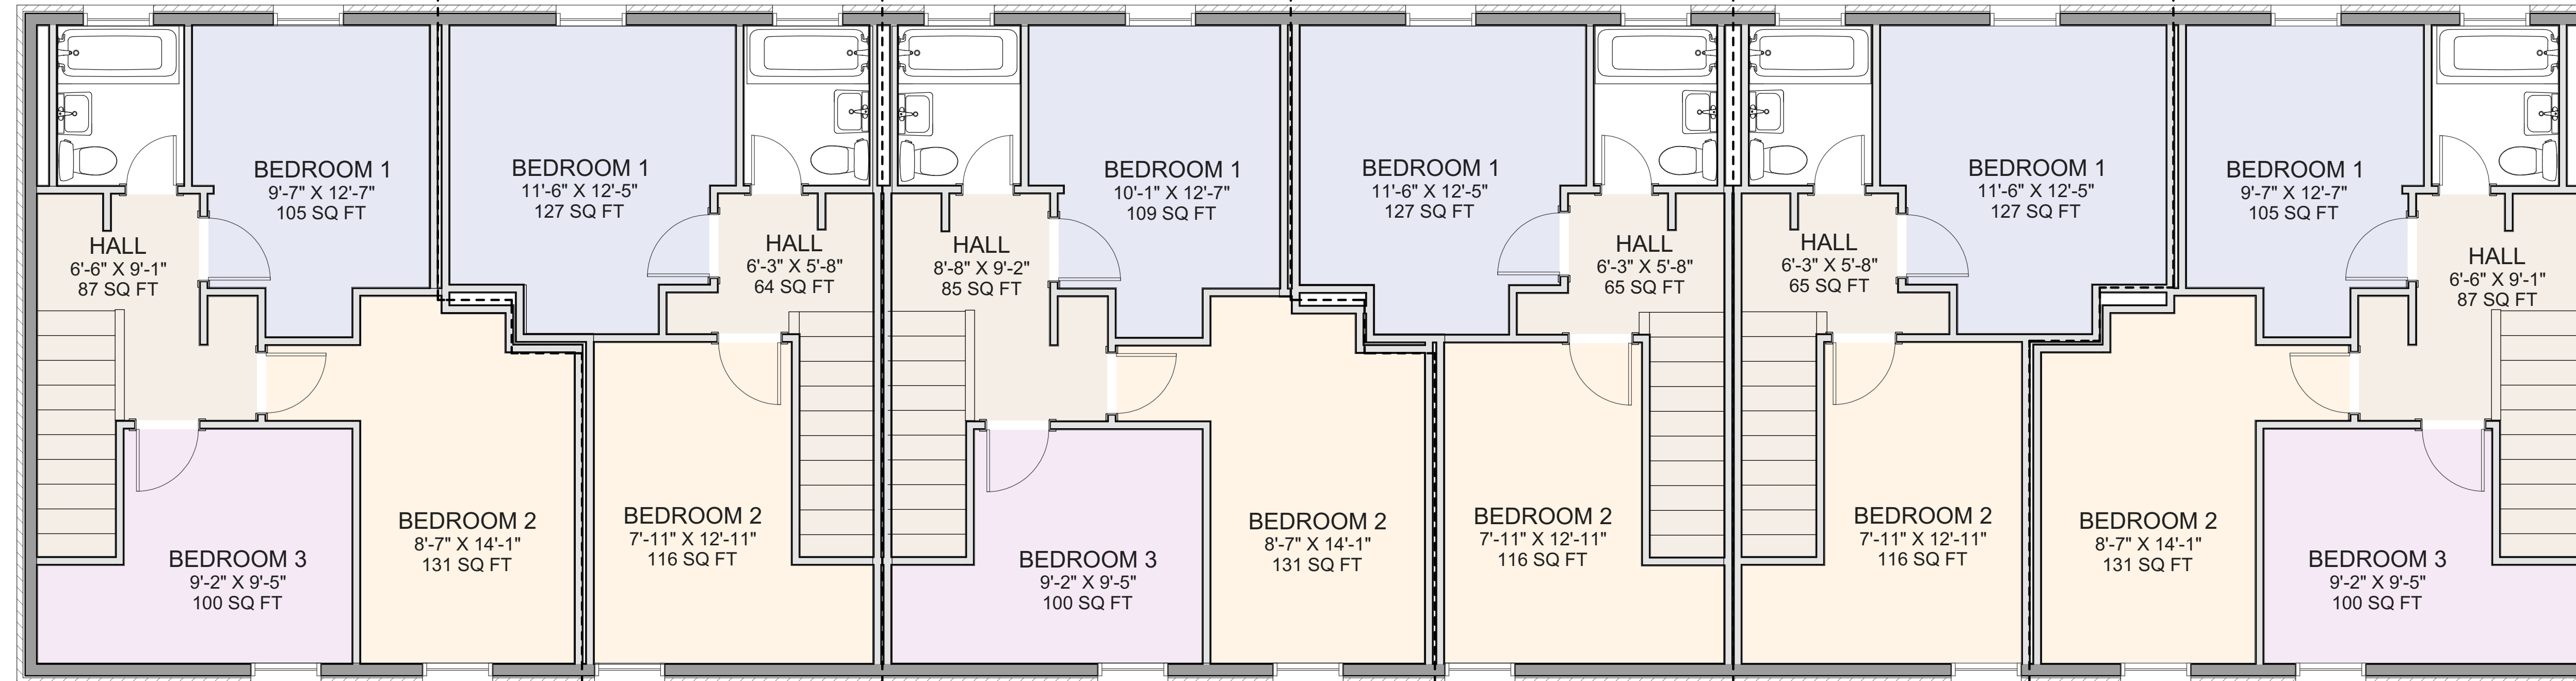 BEDROOM 1
9'-7" X 12'-7"
105 SQ FT
BEDROOM 1
11'-6" X 12'-5"
127 SQ FT
BEDROOM 1
10'-1" X 12'-7"
109 SQ FT
BEDROOM 1
11'-6" X 12'-5"
127 SQ FT
BEDROOM 1
11'-6" X 12'-5"
127 SQ FT
BEDROOM 1
9'-7" X 12'-7"
105 SQ FT
HALL
6'-6" X 9'-1"
87 SQ FT
HALL
6'-3" X 5'-8"
64 SQ FT
HALL
8'-8" X 9'-2"
85 SQ FT
HALL
6'-3" X 5'-8"
65 SQ FT
HALL
6'-3" X 5'-8"
65 SQ FT
HALL
6'-6" X 9'-1"
87 SQ FT
BEDROOM 3
9'-2" X 9'-5"
100 SQ FT
BEDROOM 2
8'-7" X 14'-1"
131 SQ FT
BEDROOM 2
7'-11" X 12'-11"
116 SQ FT
BEDROOM 3
9'-2" X 9'-5"
100 SQ FT
BEDROOM 2
8'-7" X 14'-1"
131 SQ FT
BEDROOM 2
7'-11" X 12'-11"
116 SQ FT
BEDROOM 2
7'-11" X 12'-11"
116 SQ FT
BEDROOM 2
8'-7" X 14'-1"
131 SQ FT
BEDROOM 3
9'-2" X 9'-5"
100 SQ FT